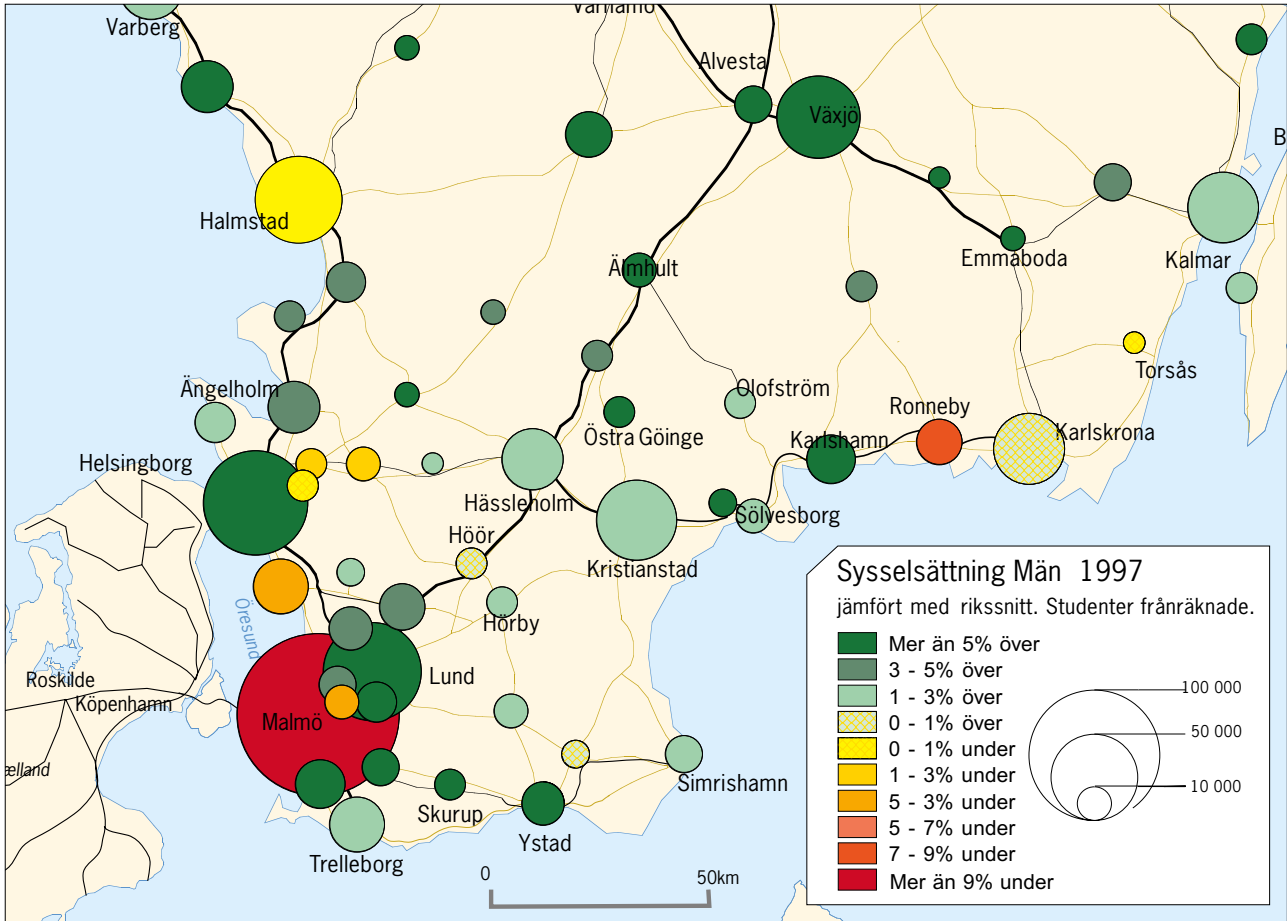 Värnamo
Varberg
Alvesta
Växjö
B
Halmstad
Emmaboda
Kalmar
Älmhult
Torsås
Ängelholm
Olofström
Ronneby
Östra Göinge
Karlshamn
Karlskrona
Helsingborg
Hässleholm
Sölvesborg
Höör
Kristianstad
Hörby
Öresund
Roskilde
Köpenhamn
Lund
Malmö
ælland
Simrishamn
Skurup
Ystad
Trelleborg
0 50km
Sysselsättning Män 1997
jämfört med rikssnitt. Studenter frånräknade.
Mer än 5% över
3 - 5% över
1 - 3% över
0 - 1% över
0 - 1% under
1 - 3% under
5 - 3% under
5 - 7% under
7 - 9% under
Mer än 9% under
100 000
50 000
10 000